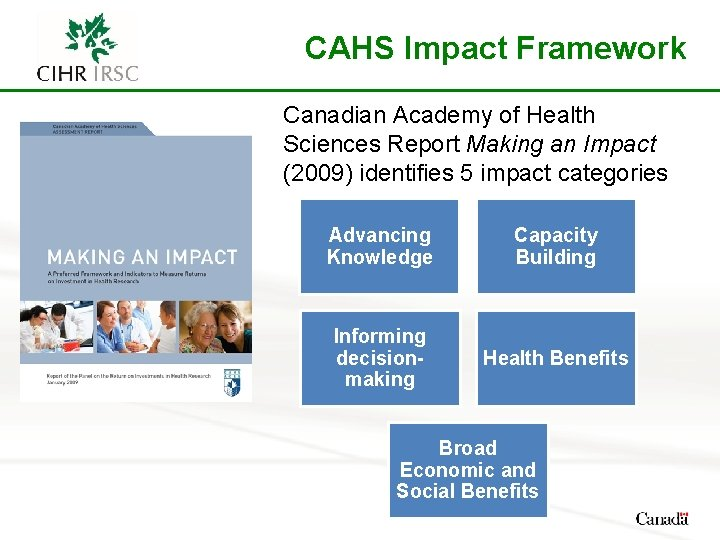 CIHR IRSC
CAHS Impact Framework
Canadian Academy of Health
Sciences Report Making an Impact
(2009) identifies 5 impact categories
Canadian Academy of Health Sciences
ASSESSMENT REPORT
MAKING AN IMPACT
A Preferred Framework and Indicators to Measure Returns
on Investment in Health Research
Report of the Panel on the Return on Investments in Health Research
January 2009
Advancing
Knowledge
Capacity
Building
Informing
decision-
making
Health Benefits
Broad
Economic and
Social Benefits
Canada